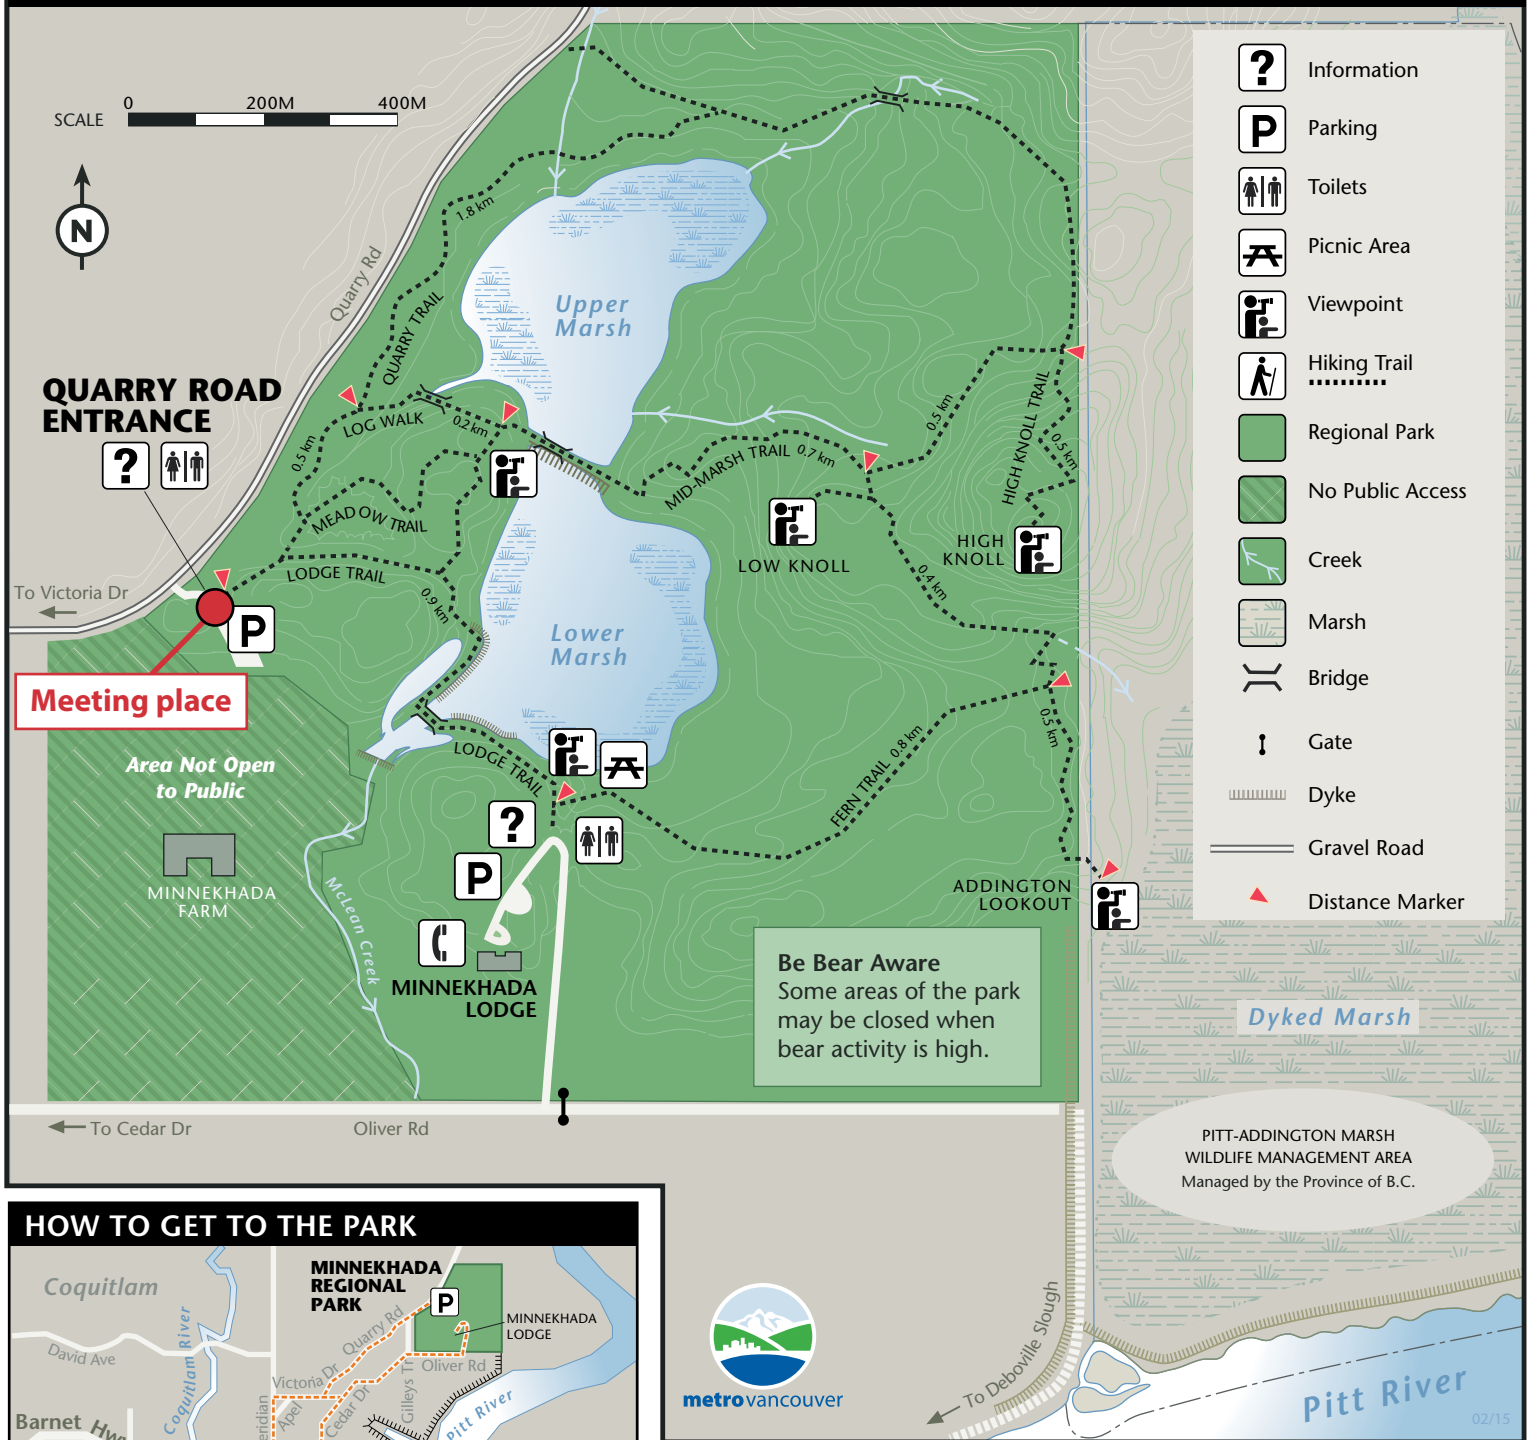 SCALE
0 200M 400M
N
Quarry Rd
1.8 km
QUARRY TRAIL
Upper
Marsh
QUARRY ROAD
ENTRANCE
?
LOG WALK
0.2 km
0.5 km
MEADOW TRAIL
LODGE TRAIL
0.9 km
MID-MARSH TRAIL 0.7 km
0.5 km
HIGH KNOLL TRAIL
0.5 km
LOW KNOLL
HIGH
KNOLL
0.4 km
To Victoria Dr
P
Meeting place
Lower
Marsh
LODGE TRAIL
FERN TRAIL 0.8 km
0.5 km
Area Not Open
to Public
MINNEKHADA
FARM
McLean Creek
?
P
MINNEKHADA
LODGE
ADDINGTON
LOOKOUT
Be Bear Aware
Some areas of the park
may be closed when
bear activity is high.
To Cedar Dr
Oliver Rd
? Information
P Parking
Toilets
Picnic Area
Viewpoint
Hiking Trail
Regional Park
No Public Access
Creek
Marsh
Bridge
Gate
Dyke
Gravel Road
Distance Marker
Dyked Marsh
PITT-ADDINGTON MARSH
WILDLIFE MANAGEMENT AREA
Managed by the Province of B.C.
To Deboville Slough
Pitt River
02/15
metrovancouver
HOW TO GET TO THE PARK
Coquitlam
MINNEKHADA
REGIONAL
PARK
P
MINNEKHADA
LODGE
Quarry Rd
David Ave
Coquitlam River
Victoria Dr
Oliver Rd
Gilleys Tr
Apel
Cedar Dr
Pitt River
Barnet Hwy